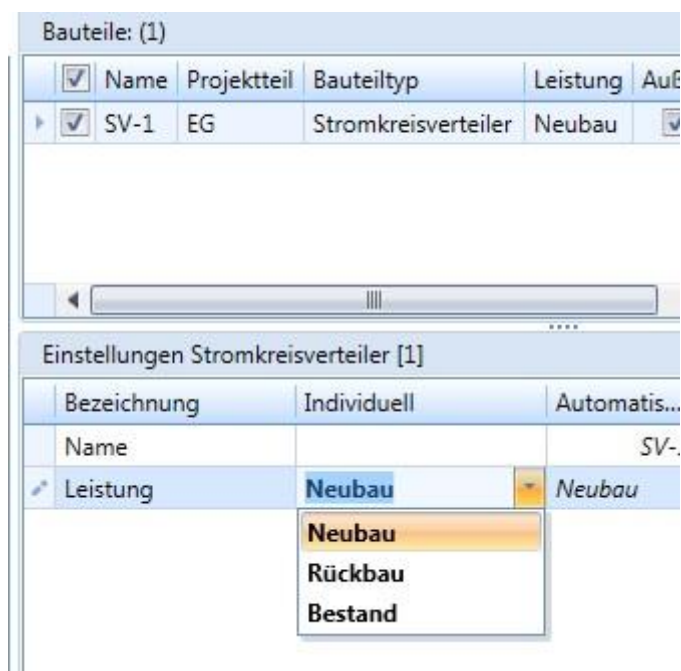 Bauteile: (1)
Name Projektteil Bauteiltyp Leistung Auß
SV-1 EG Stromkreisverteiler Neubau
Einstellungen Stromkreisverteiler [1]
Bezeichnung Individuell Automatis...
Name SV-
Leistung Neubau Neubau
Neubau
Rückbau
Bestand